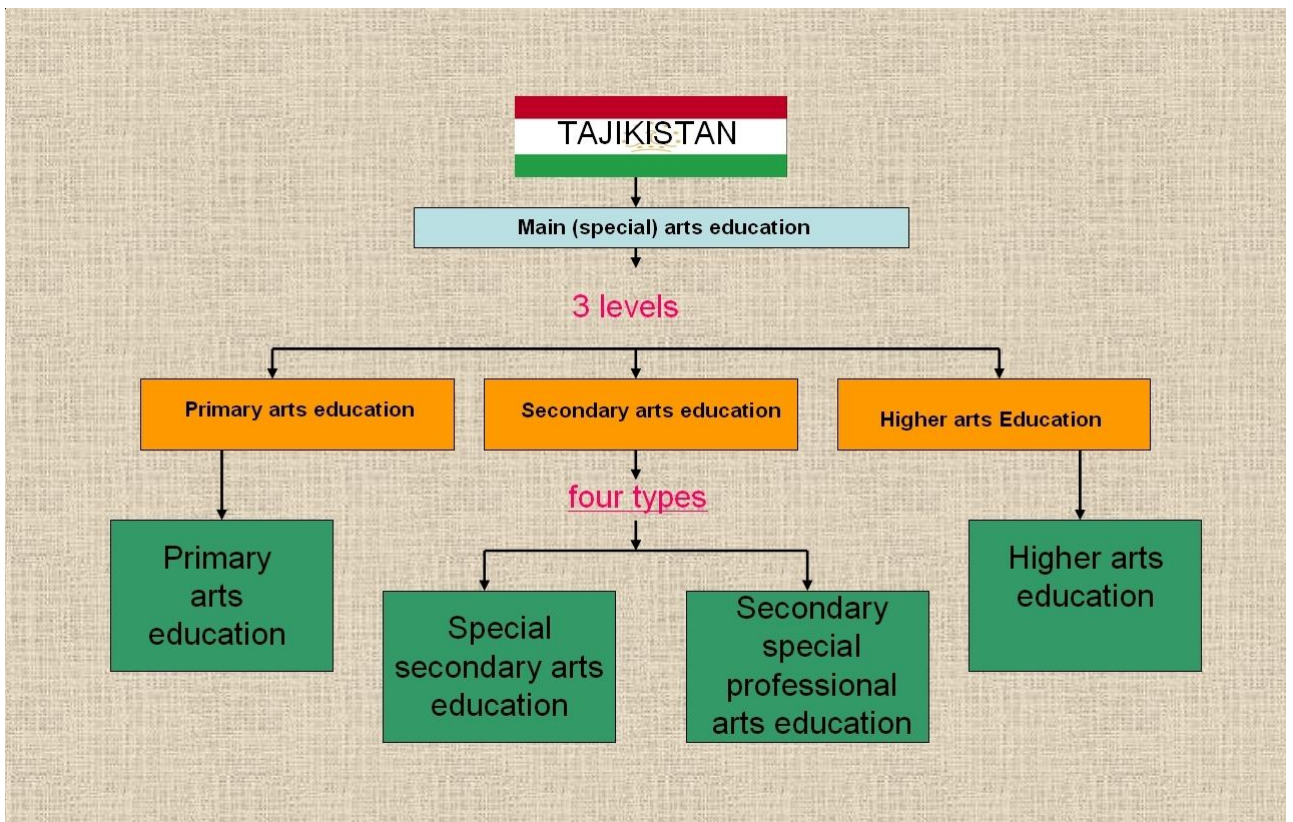 TAJIKISTAN
Main (special) arts education
3 levels
Primary arts education
Secondary arts education
Higher arts Education
four types
Primary
arts
education
Special
secondary arts
education
Secondary
special
professional
arts education
Higher arts
education